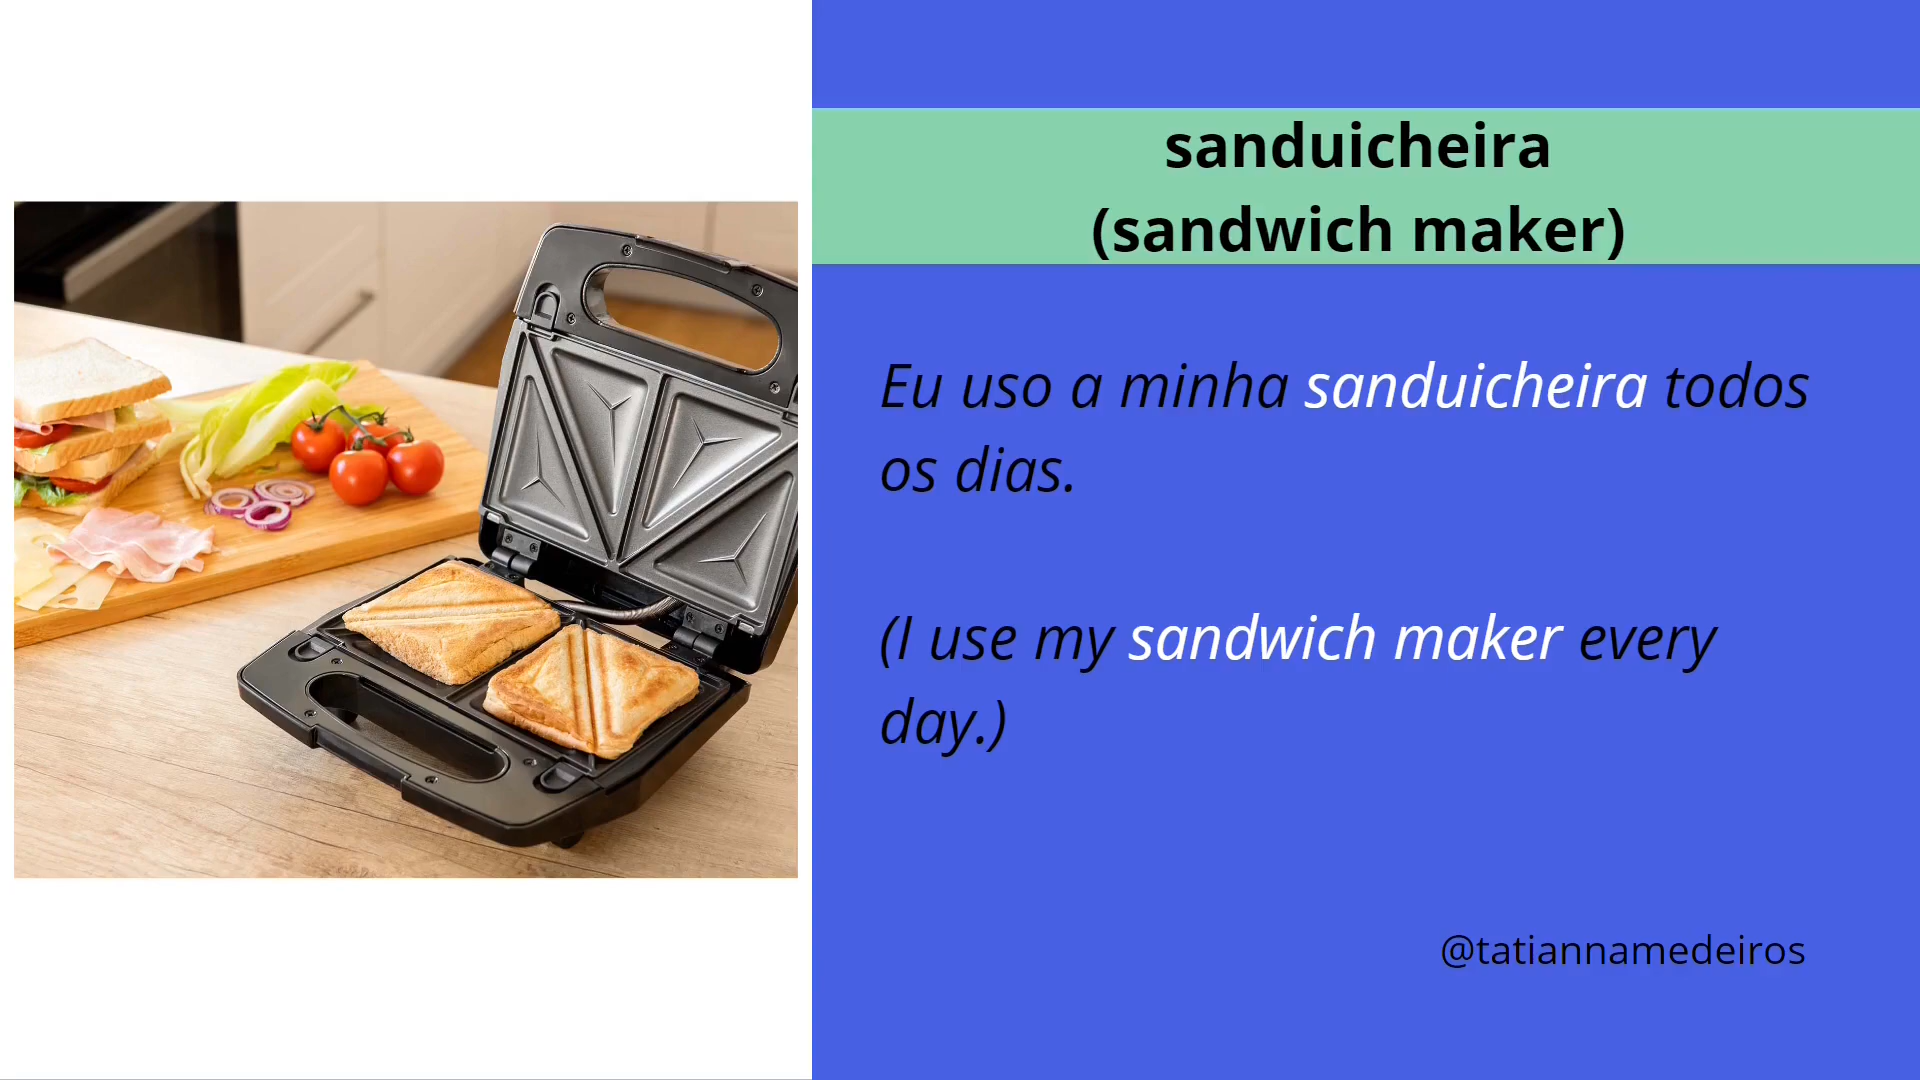 sanduicheira
(sandwich maker)
Eu uso a minha sanduicheira todos
os dias.
(I use my sandwich maker every
day.)
@tatiannamedeiros